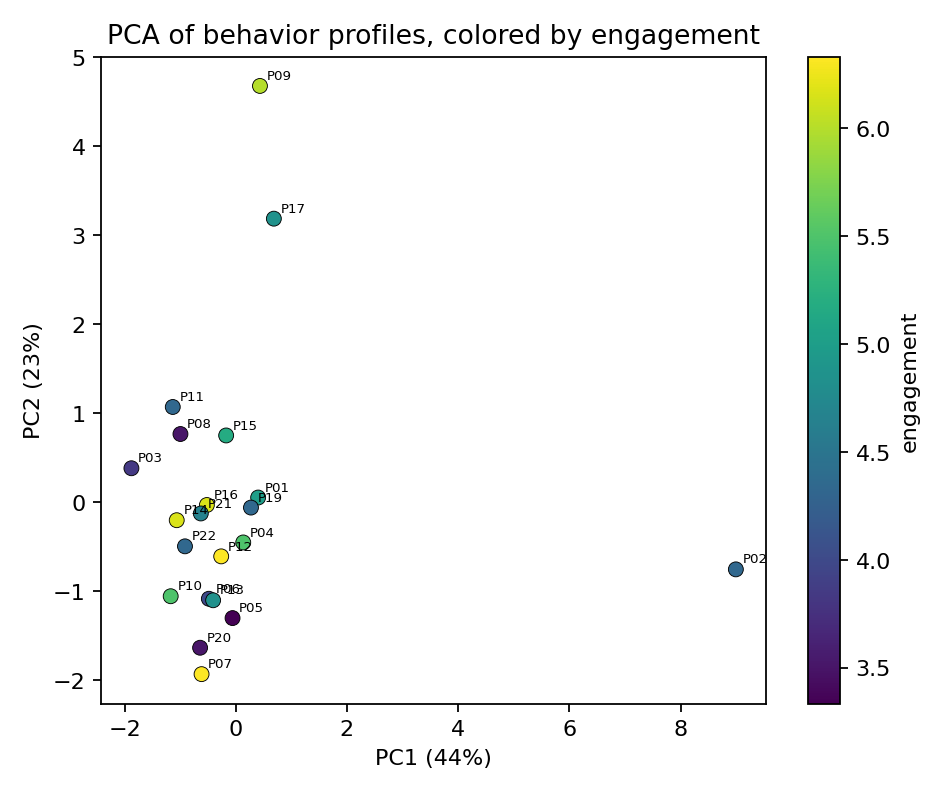 PCA of behavior profiles, colored by engagement
5
4
3
2
1
0
−1
−2
−2
0
2
4
6
8
PC1 (44%)
PC2 (23%)
P09
P17
P11
P08
P15
P03
P16
P01
P19
P21
P14
P04
P22
P12
P02
P10
P06
P13
P05
P20
P07
6.0
5.5
5.0
4.5
4.0
3.5
engagement